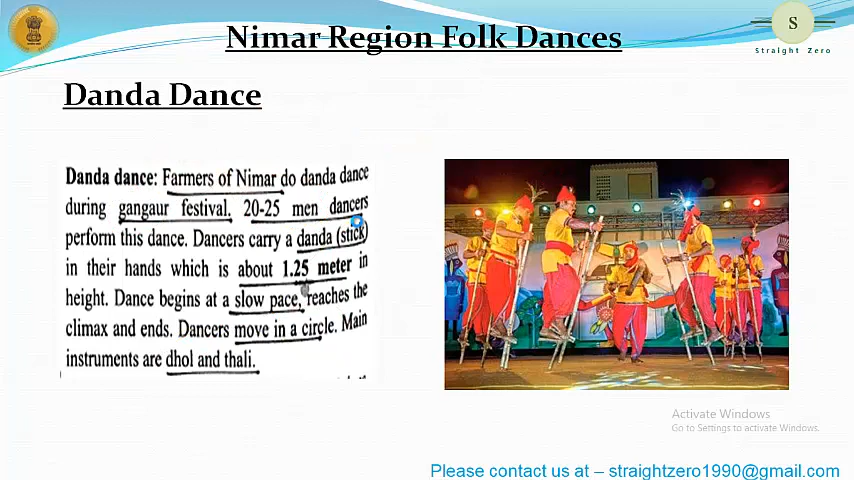 Nimar Region Folk Dances
S
Straight Zero
Danda Dance
Danda dance: Farmers of Nimar do danda dance
during gangaur festival. 20-25 men dancers
perform this dance. Dancers carry a danda (stick)
in their hands which is about 1.25 meter in
height. Dance begins at a slow pace, reaches the
climax and ends. Dancers move in a circle. Main
instruments are dhol and thali.
Activate Windows
Go to Settings to activate Windows.
Please contact us at – straightzero1990@gmail.com